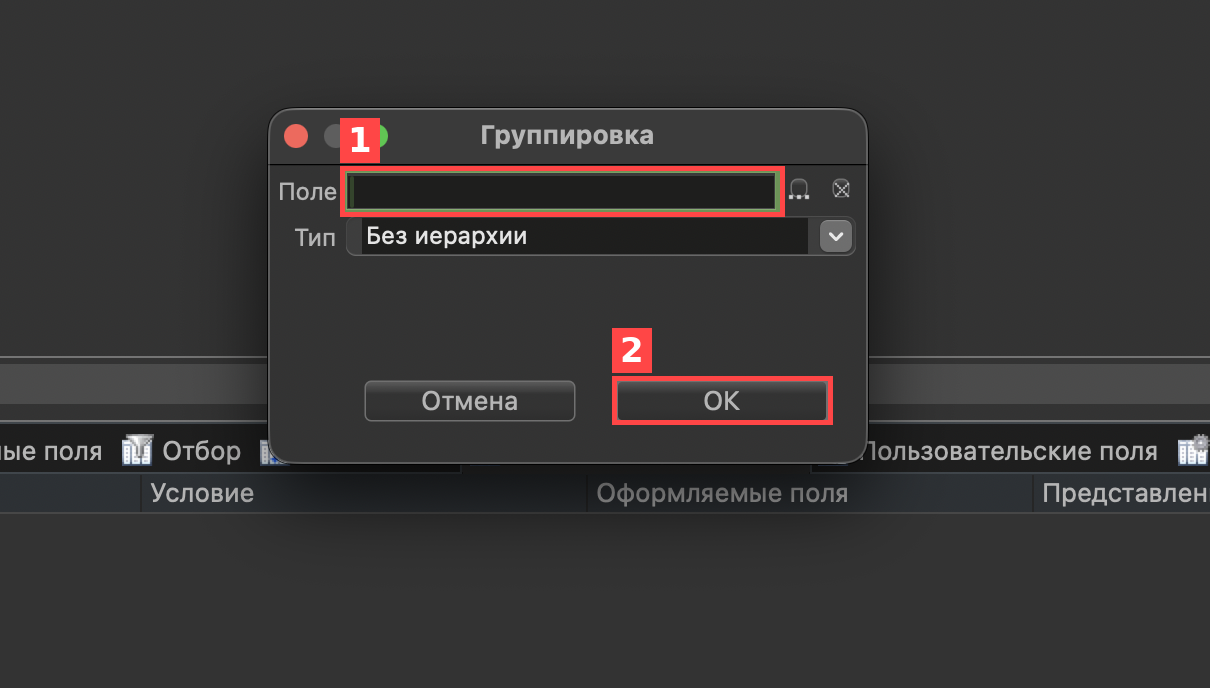 1
Группировка
Поле
Тип
Без иерархии
2
Отмена
OK
ые поля
Отбор
Пользовательские поля
Условие
Оформляемые поля
Представлен